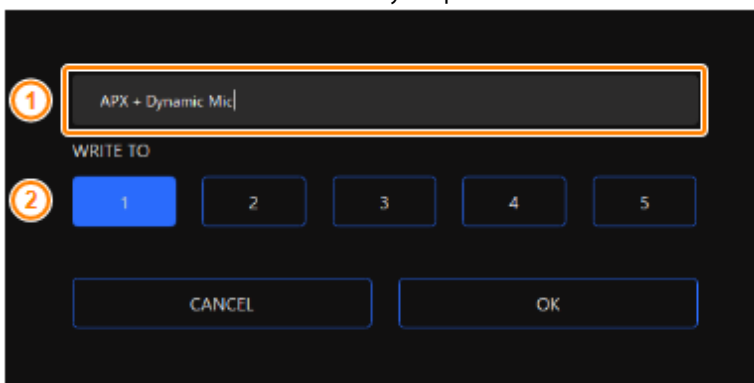 1
APX + Dynamic Mic
WRITE TO
2
1 2 3 4 5
CANCEL OK